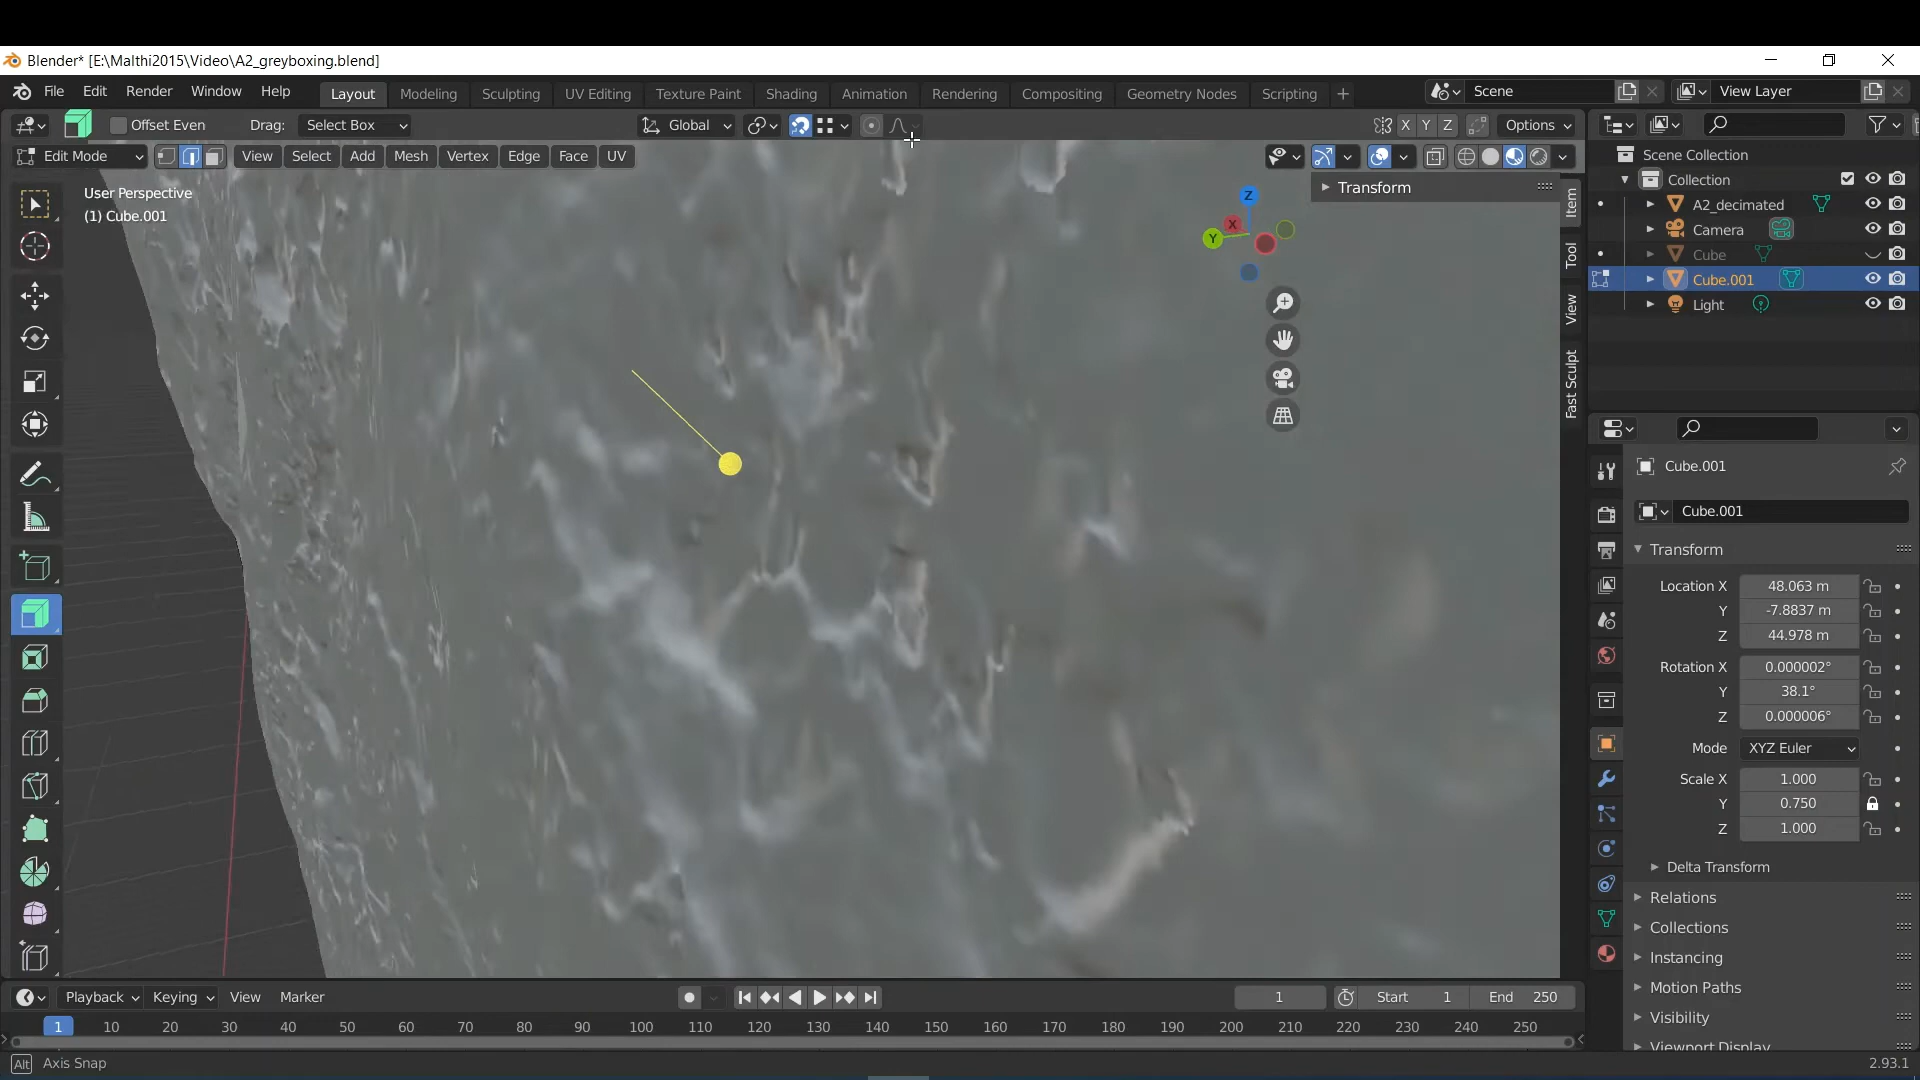 Blender* [E:\Malthi2015\Video\A2_greyboxing.blend]
File Edit Render Window Help Layout Modeling Sculpting UV Editing Texture Paint Shading Animation Rendering Compositing Geometry Nodes Scripting + Scene View Layer
Offset Even Drag: Select Box Global X Y Z Options
Edit Mode View Select Add Mesh Vertex Edge Face UV
User Perspective
(1) Cube.001
Transform
Item
Tool
View
Fast Sculpt
Z
X
Y
Scene Collection
Collection
A2_decimated
Camera
Cube
Cube.001
Light
Cube.001
Cube.001
Transform
Location X 48.063 m
Y -7.8837 m
Z 44.978 m
Rotation X 0.000002°
Y 38.1°
Z 0.000006°
Mode XYZ Euler
Scale X 1.000
Y 0.750
Z 1.000
Delta Transform
Relations
Collections
Instancing
Motion Paths
Visibility
Viewport Display
Playback Keying View Marker 1 Start 1 End 250
1 10 20 30 40 50 60 70 80 90 100 110 120 130 140 150 160 170 180 190 200 210 220 230 240 250
Alt Axis Snap 2.93.1